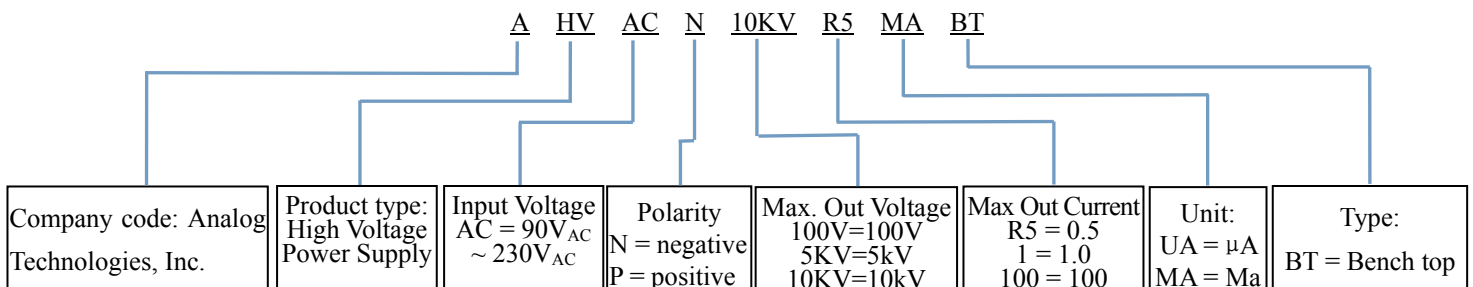 A HV AC N 10KV R5 MA BT
Company code: Analog
Technologies, Inc.
Product type:
High Voltage
Power Supply
Input Voltage
AC = 90VAC
~ 230VAC
Polarity
N = negative
P = positive
Max. Out Voltage
100V=100V
5KV=5kV
10KV=10kV
Max Out Current
R5 = 0.5
1 = 1.0
100 = 100
Unit:
UA = μA
MA = Ma
Type:
BT = Bench top